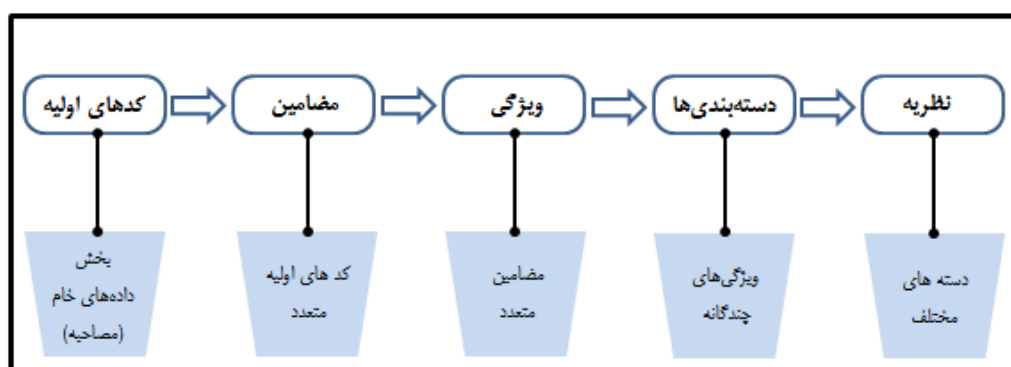 کدهای اولیه
مضامین
ویژگی
دسته‌بندی‌ها
نظریه
بخش
داده‌های خام
(مصاحبه)
کد های اولیه
متعدد
مضامین
متعدد
ویژگی‌های
چندگانه
دسته های
مختلف